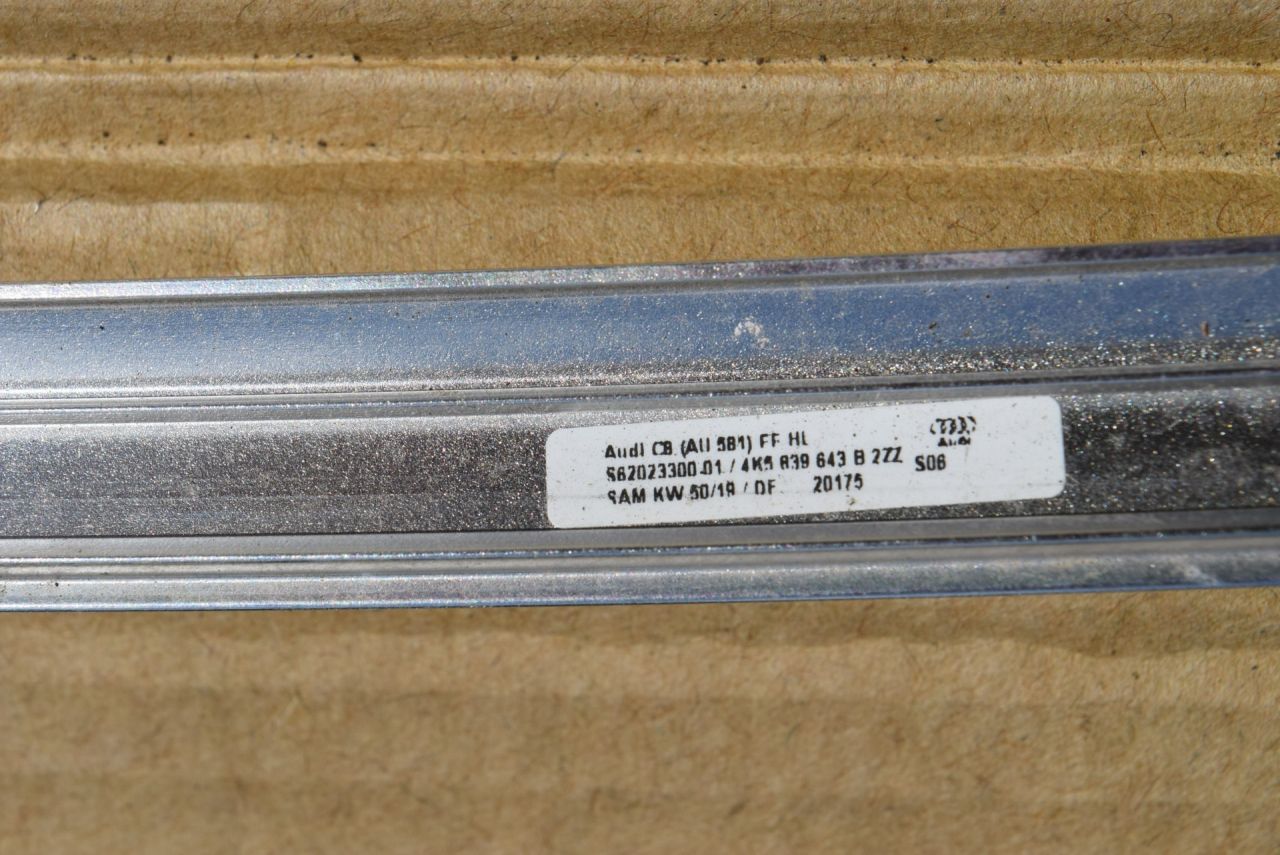 Audi C8 (AU 581) FF HL
S62023300-01 / 4K5 839 643 B 2ZZ S06
SAM KW 50/19 / DF 20175
Audi